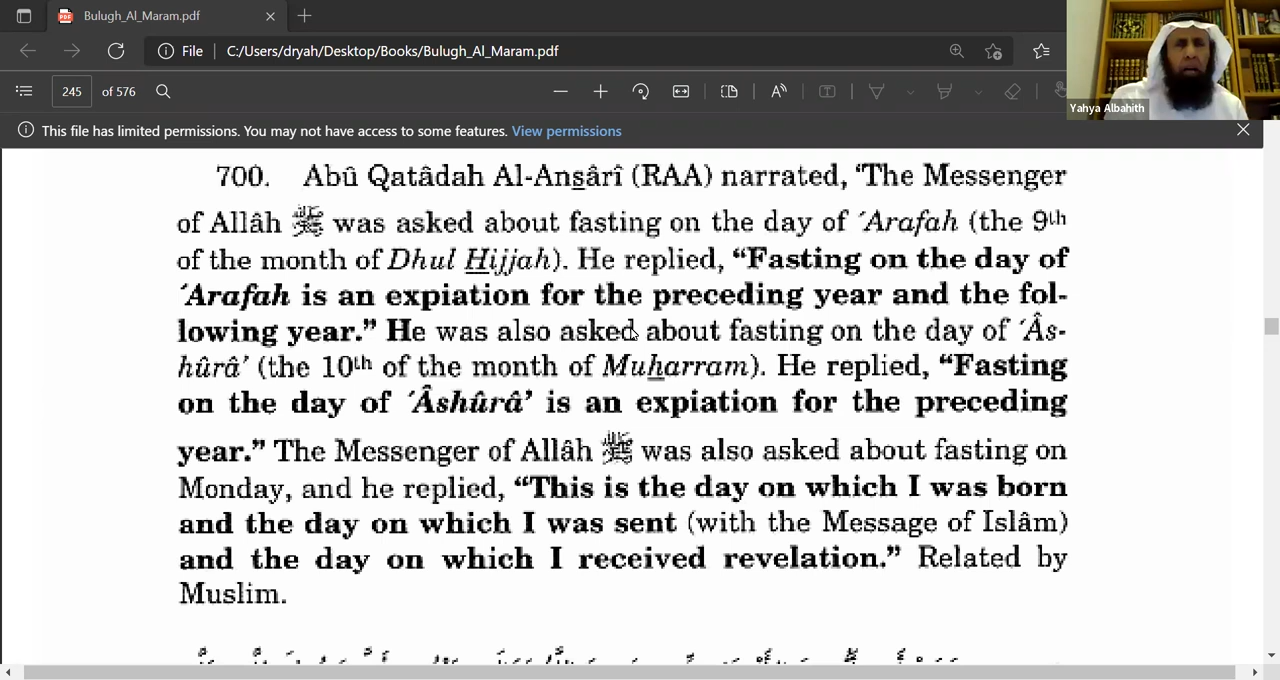 Bulugh_Al_Maram.pdf
File
C:/Users/dryah/Desktop/Books/Bulugh_Al_Maram.pdf
245 of 576
This file has limited permissions. You may not have access to some features. View permissions
Yahya Albahith
700. Abû Qatâdah Al-Ansârî (RAA) narrated, ‘The Messenger
of Allâh ﷺ was asked about fasting on the day of ´Arafah (the 9th
of the month of Dhul Hijjah). He replied, “Fasting on the day of
´Arafah is an expiation for the preceding year and the fol-
lowing year.” He was also asked about fasting on the day of ´Âs-
hûrâ’ (the 10th of the month of Muharram). He replied, “Fasting
on the day of ´Âshûrâ’ is an expiation for the preceding
year.” The Messenger of Allâh ﷺ was also asked about fasting on
Monday, and he replied, “This is the day on which I was born
and the day on which I was sent (with the Message of Islâm)
and the day on which I received revelation.” Related by
Muslim.